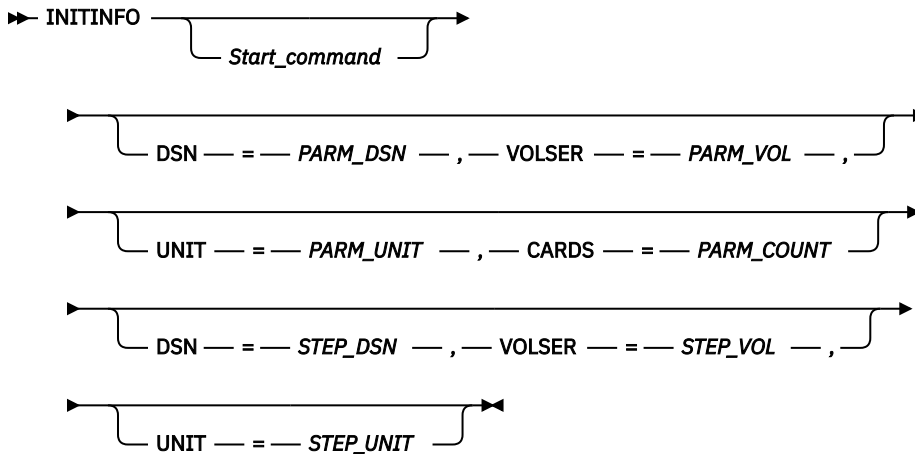 INITINFO
Start_command
DSN = PARM_DSN , VOLSER = PARM_VOL ,
UNIT = PARM_UNIT , CARDS = PARM_COUNT
DSN = STEP_DSN , VOLSER = STEP_VOL ,
UNIT = STEP_UNIT